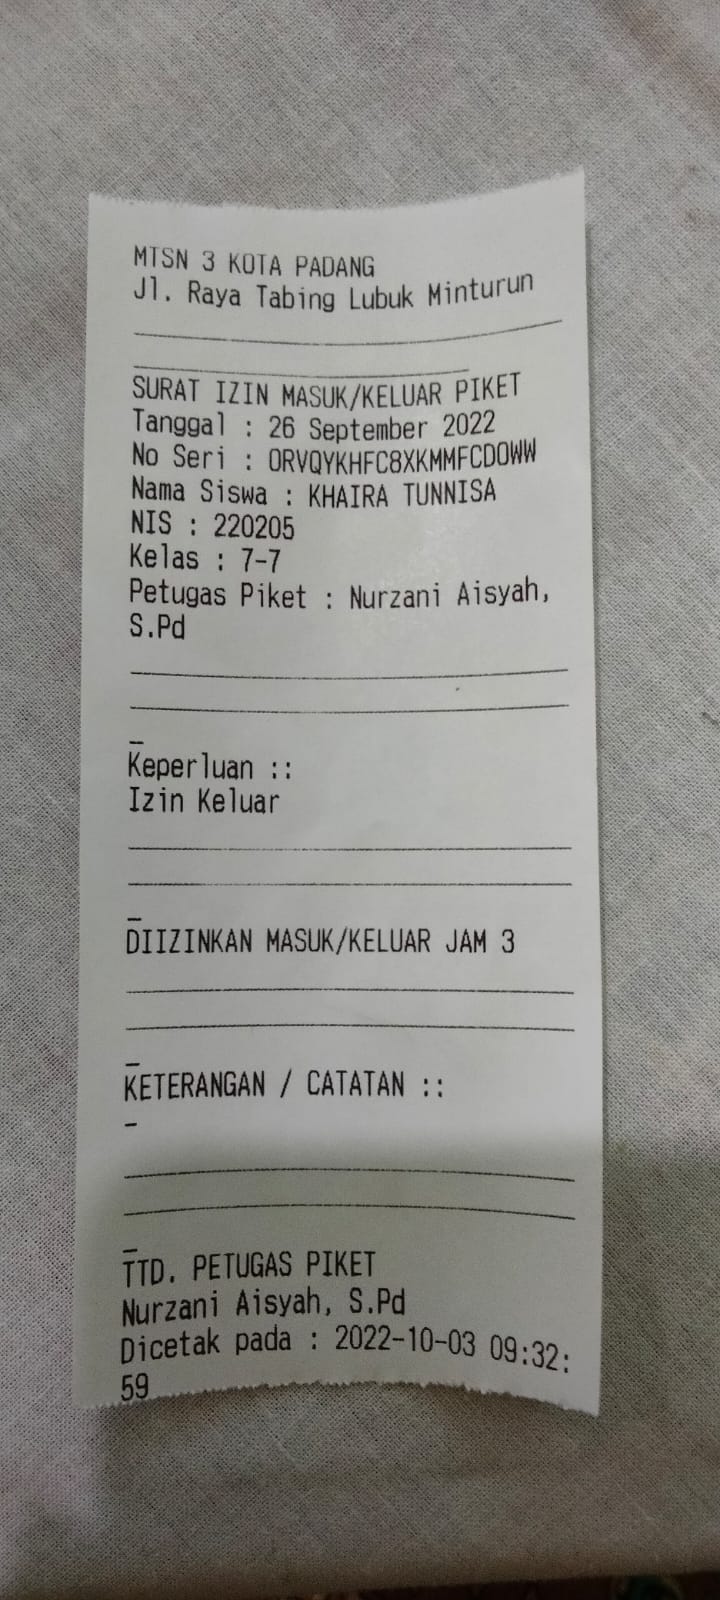 MTSN 3 KOTA PADANG
Jl. Raya Tabing Lubuk Minturun
SURAT IZIN MASUK/KELUAR PIKET
Tanggal : 26 September 2022
No Seri : ORVQYKHFC8XKMMFCDOWW
Nama Siswa : KHAIRA TUNNISA
NIS : 220205
Kelas : 7-7
Petugas Piket : Nurzani Aisyah,
S.Pd
Keperluan ::
Izin Keluar
DIIZINKAN MASUK/KELUAR JAM 3
KETERANGAN / CATATAN ::
-
TTD. PETUGAS PIKET
Nurzani Aisyah, S.Pd
Dicetak pada : 2022-10-03 09:32:
59